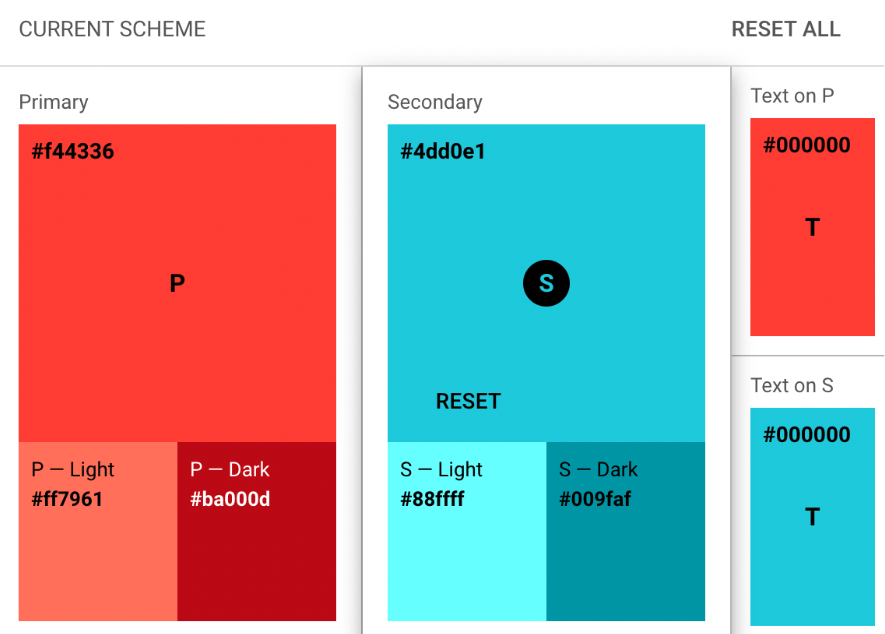 CURRENT SCHEME
RESET ALL
Primary
#f44336
P
P — Light
#ff7961
P — Dark
#ba000d
Secondary
#4dd0e1
S
RESET
S — Light
#88ffff
S — Dark
#009faf
Text on P
#000000
T
Text on S
#000000
T